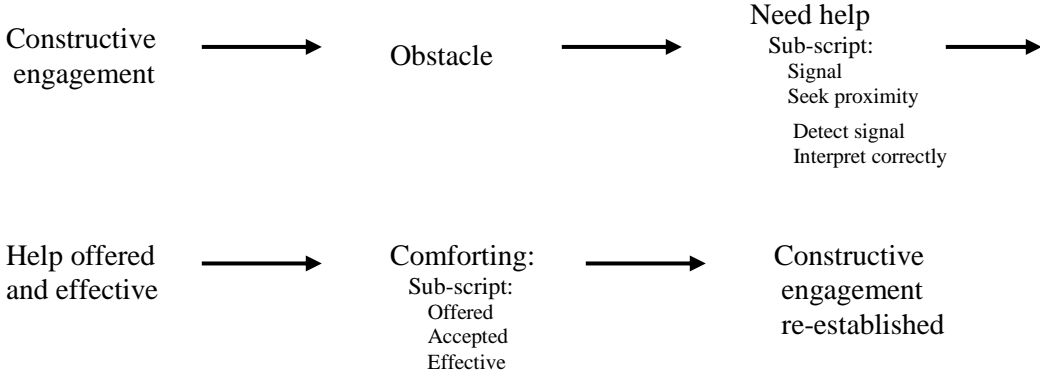 Constructive
engagement
Obstacle
Need help
Sub-script:
Signal
Seek proximity
Detect signal
Interpret correctly
Help offered
and effective
Comforting:
Sub-script:
Offered
Accepted
Effective
Constructive
engagement
re-established